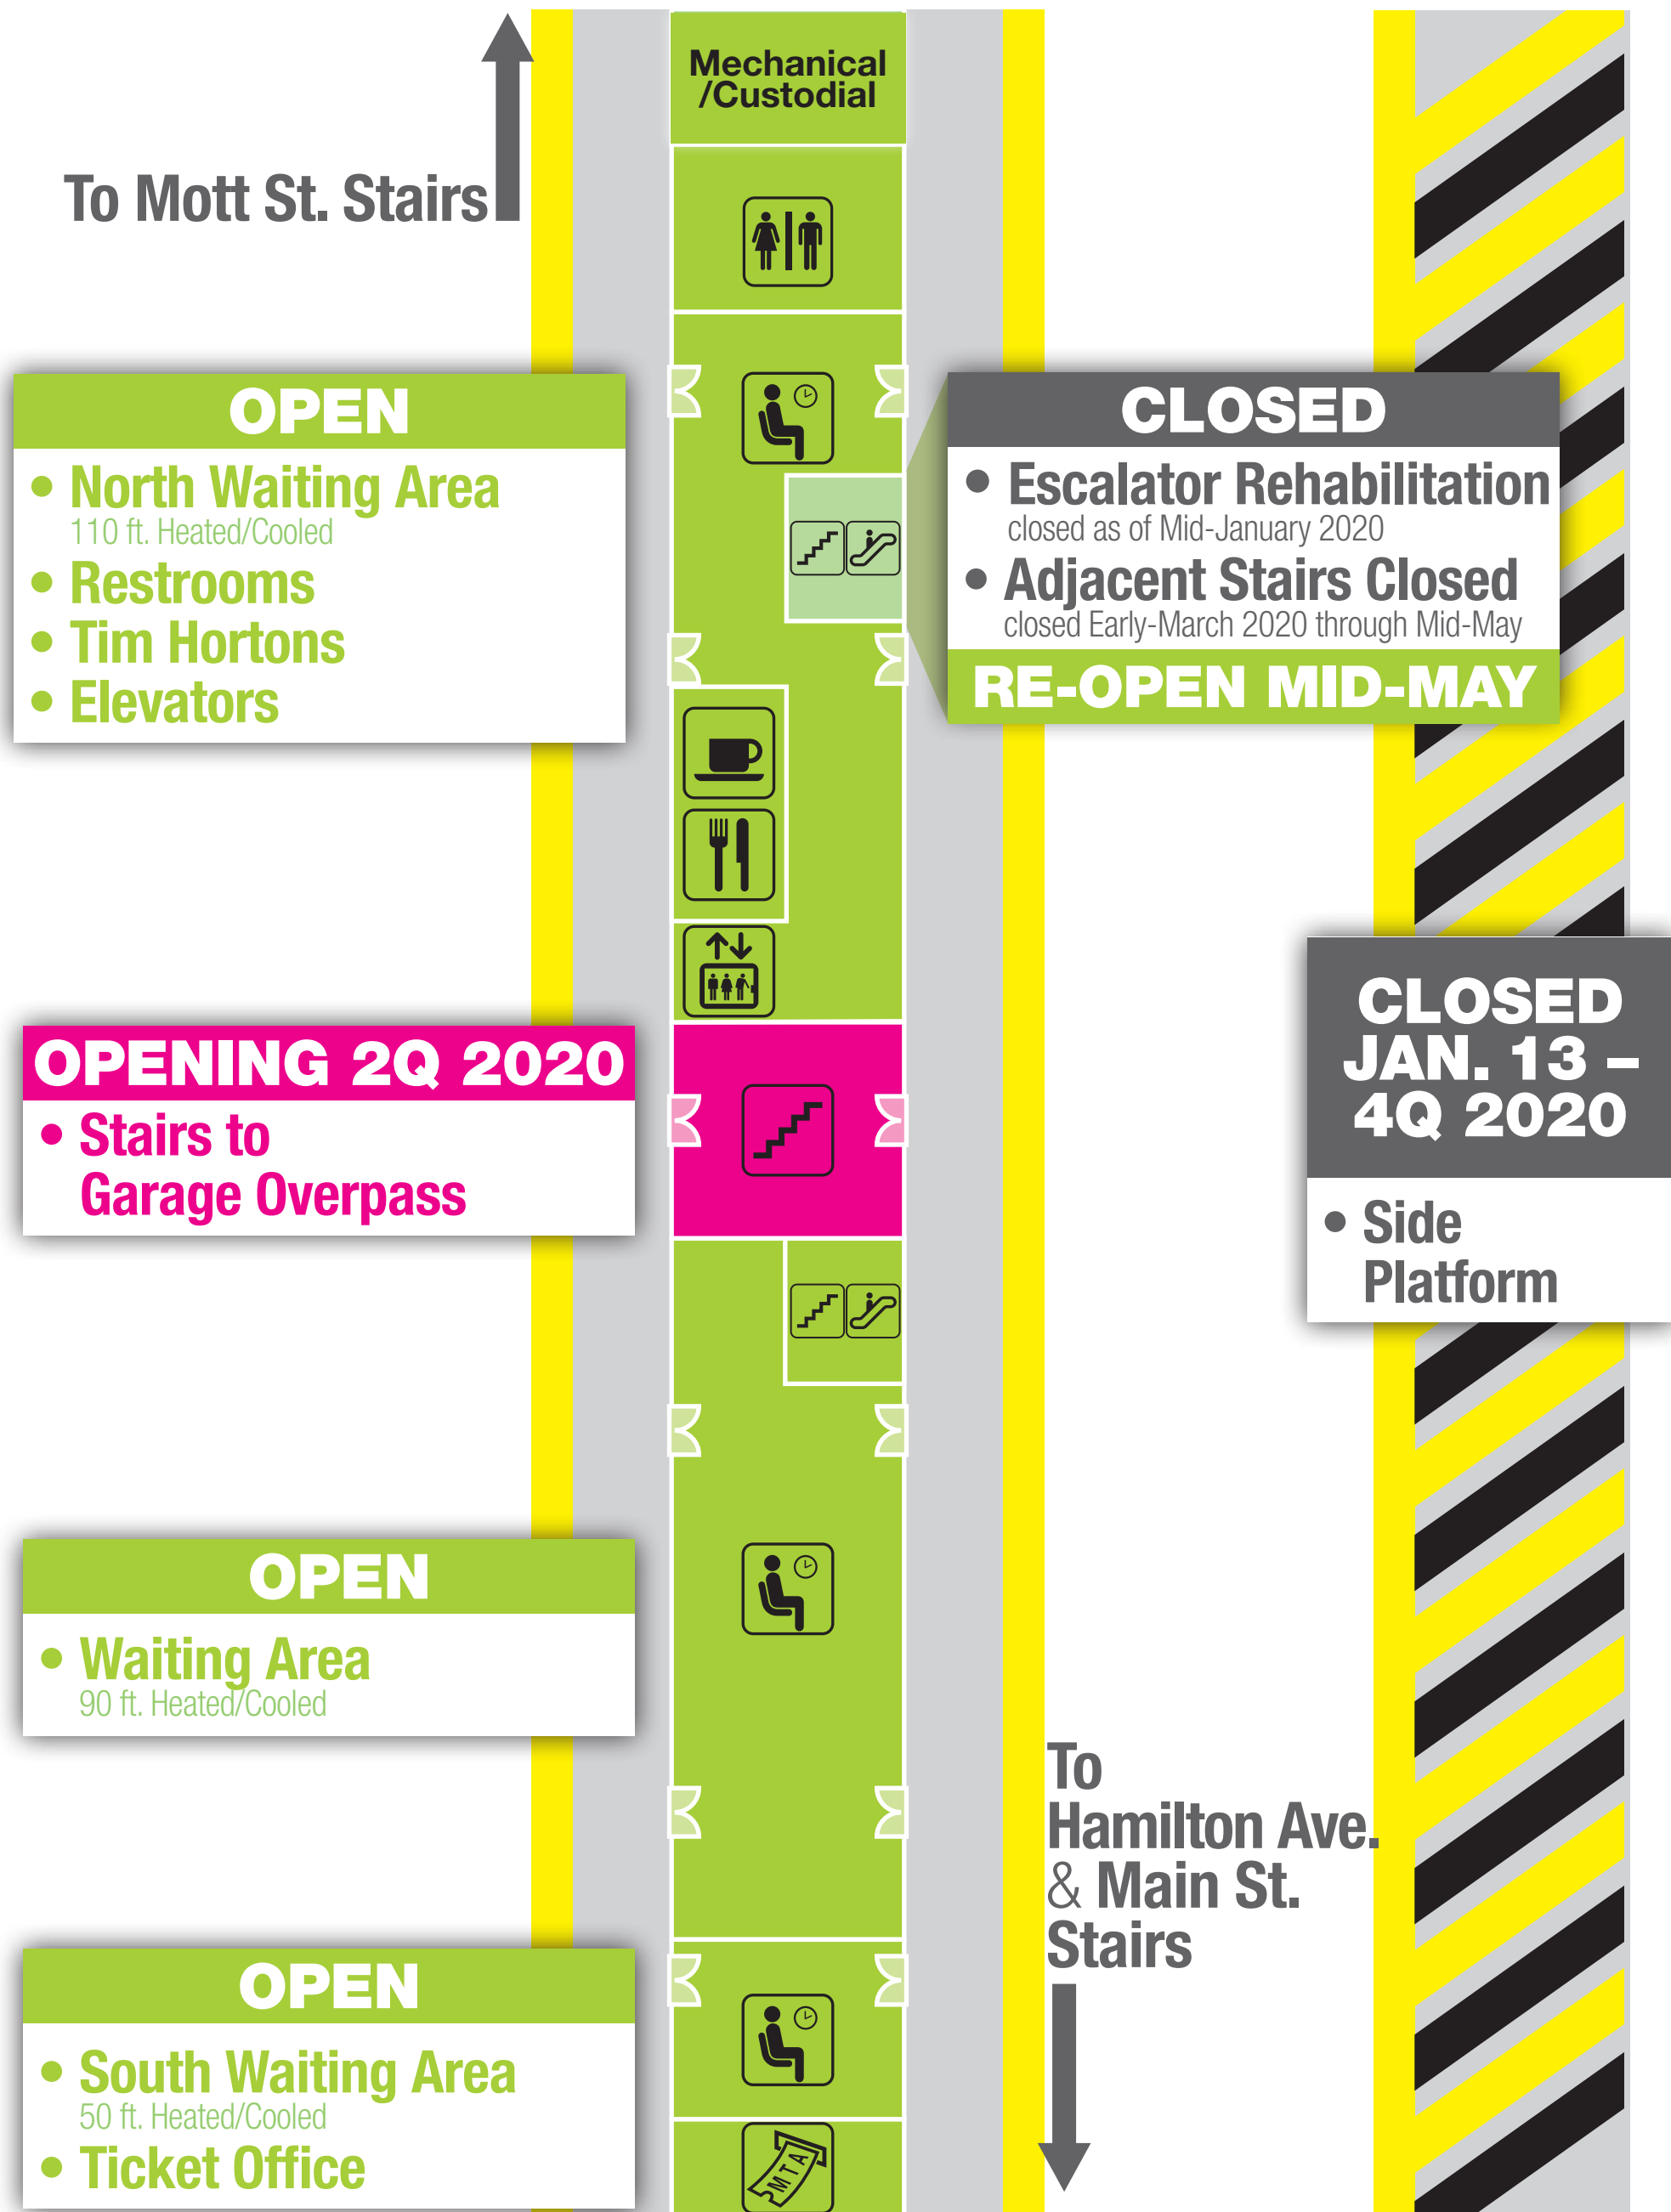 Mechanical
/Custodial
To Mott St. Stairs
OPEN
• North Waiting Area
110 ft. Heated/Cooled
• Restrooms
• Tim Hortons
• Elevators
CLOSED
• Escalator Rehabilitation
closed as of Mid-January 2020
• Adjacent Stairs Closed
closed Early-March 2020 through Mid-May
RE-OPEN MID-MAY
OPENING 2Q 2020
• Stairs to
Garage Overpass
CLOSED
JAN. 13 –
4Q 2020
• Side
Platform
OPEN
• Waiting Area
90 ft. Heated/Cooled
To
Hamilton Ave.
& Main St.
Stairs
OPEN
• South Waiting Area
50 ft. Heated/Cooled
• Ticket Office
MTA